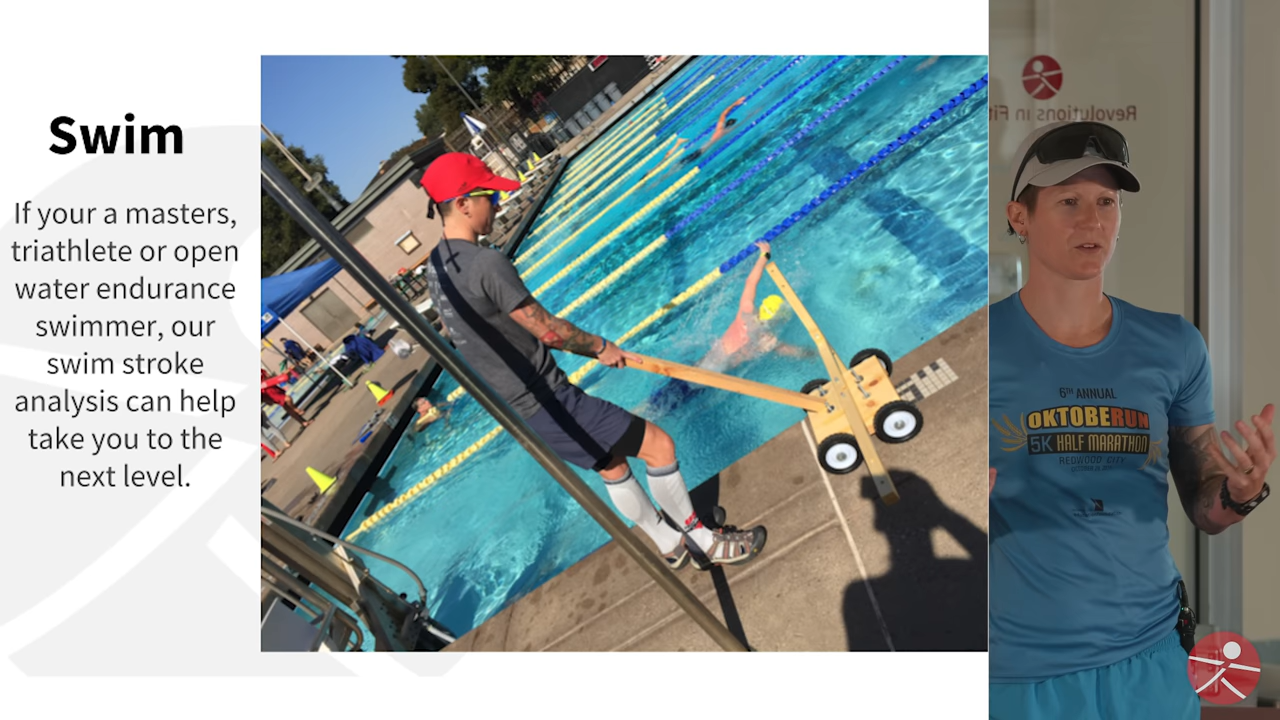 Swim
If your a masters,
triathlete or open
water endurance
swimmer, our
swim stroke
analysis can help
take you to the
next level.
Revolutions in Fi
6TH ANNUAL
OKTOBERUN
5K HALF MARATHON
REDWOOD CITY